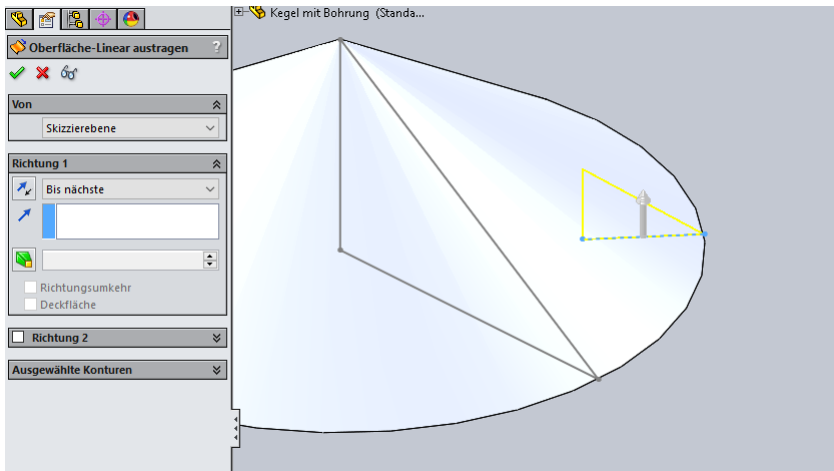 Kegel mit Bohrung (Standa...
Oberfläche-Linear austragen ?
Von
Skizzierebene
Richtung 1
Bis nächste
Richtungsumkehr
Deckfläche
Richtung 2
Ausgewählte Konturen